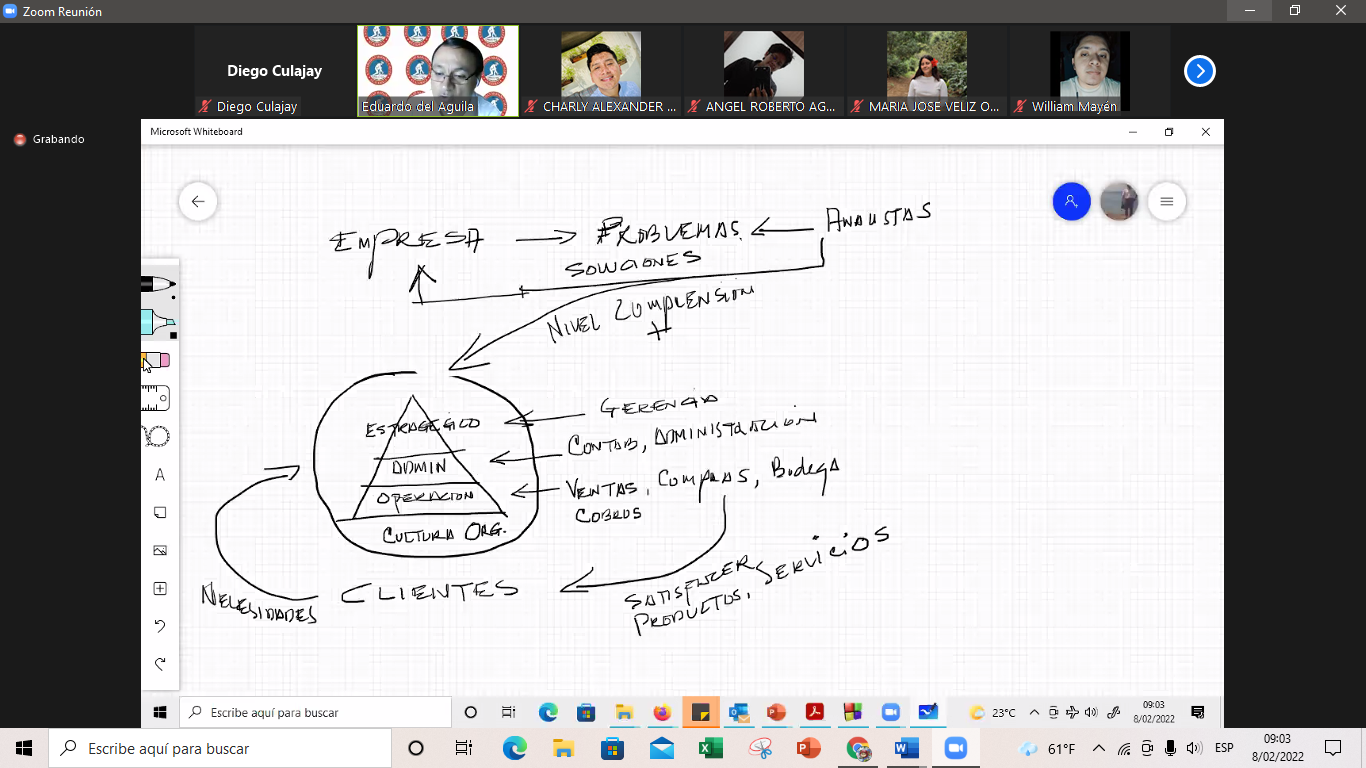 Zoom Reunión
Diego Culajay
Diego Culajay
Eduardo del Aguila
CHARLY ALEXANDER ...
ANGEL ROBERTO AG...
MARIA JOSE VELIZ O...
William Mayén
Grabando
Microsoft Whiteboard
EMPRESA
PROBLEMAS
ANALISTAS
SOLUCIONES
NIVEL COMPRENSION
+
ESTRAGEGICO
GERENCIA
CONTAB, ADMINISTRACION
ADMIN
OPERACION
VENTAS, COMPRAS, Bodega
COBROS
CULTURA ORG.
NECESIDADES
CLIENTES
SATISFACER
PRODUCTOS, SERVICIOS
A
Escribe aquí para buscar
23°C
09:03
8/02/2022
Escribe aquí para buscar
61°F
ESP
09:03
8/02/2022